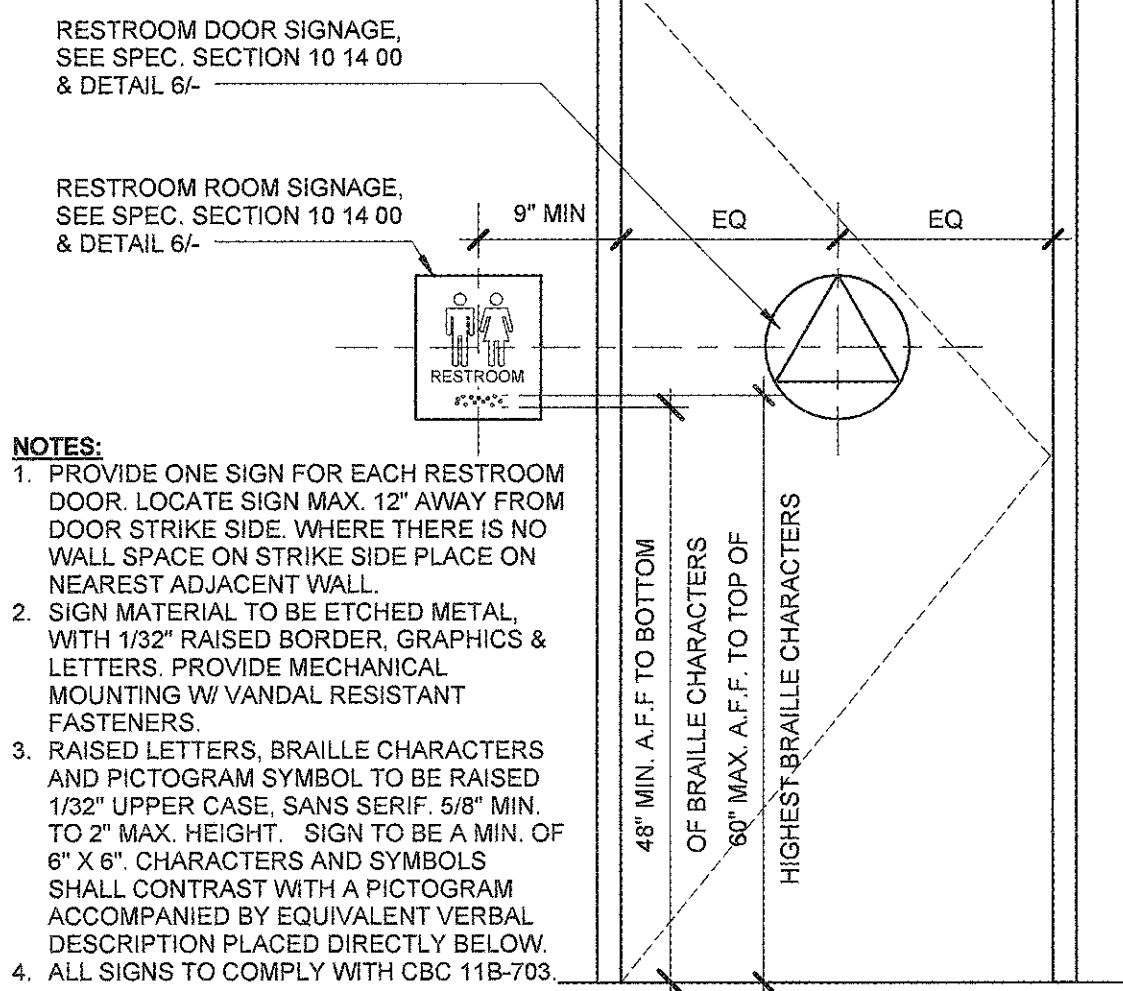 RESTROOM DOOR SIGNAGE,
SEE SPEC. SECTION 10 14 00
& DETAIL 6/-
RESTROOM ROOM SIGNAGE,
SEE SPEC. SECTION 10 14 00
& DETAIL 6/-
9" MIN
EQ
EQ
RESTROOM
NOTES:
1. PROVIDE ONE SIGN FOR EACH RESTROOM
DOOR. LOCATE SIGN MAX. 12" AWAY FROM
DOOR STRIKE SIDE. WHERE THERE IS NO
WALL SPACE ON STRIKE SIDE PLACE ON
NEAREST ADJACENT WALL.
2. SIGN MATERIAL TO BE ETCHED METAL,
WITH 1/32" RAISED BORDER, GRAPHICS &
LETTERS. PROVIDE MECHANICAL
MOUNTING W/ VANDAL RESISTANT
FASTENERS.
3. RAISED LETTERS, BRAILLE CHARACTERS
AND PICTOGRAM SYMBOL TO BE RAISED
1/32" UPPER CASE, SANS SERIF. 5/8" MIN.
TO 2" MAX. HEIGHT. SIGN TO BE A MIN. OF
6" X 6". CHARACTERS AND SYMBOLS
SHALL CONTRAST WITH A PICTOGRAM
ACCOMPANIED BY EQUIVALENT VERBAL
DESCRIPTION PLACED DIRECTLY BELOW.
4. ALL SIGNS TO COMPLY WITH CBC 11B-703.
48" MIN. A.F.F TO BOTTOM
OF BRAILLE CHARACTERS
60" MAX. A.F.F. TO TOP OF
HIGHEST BRAILLE CHARACTERS